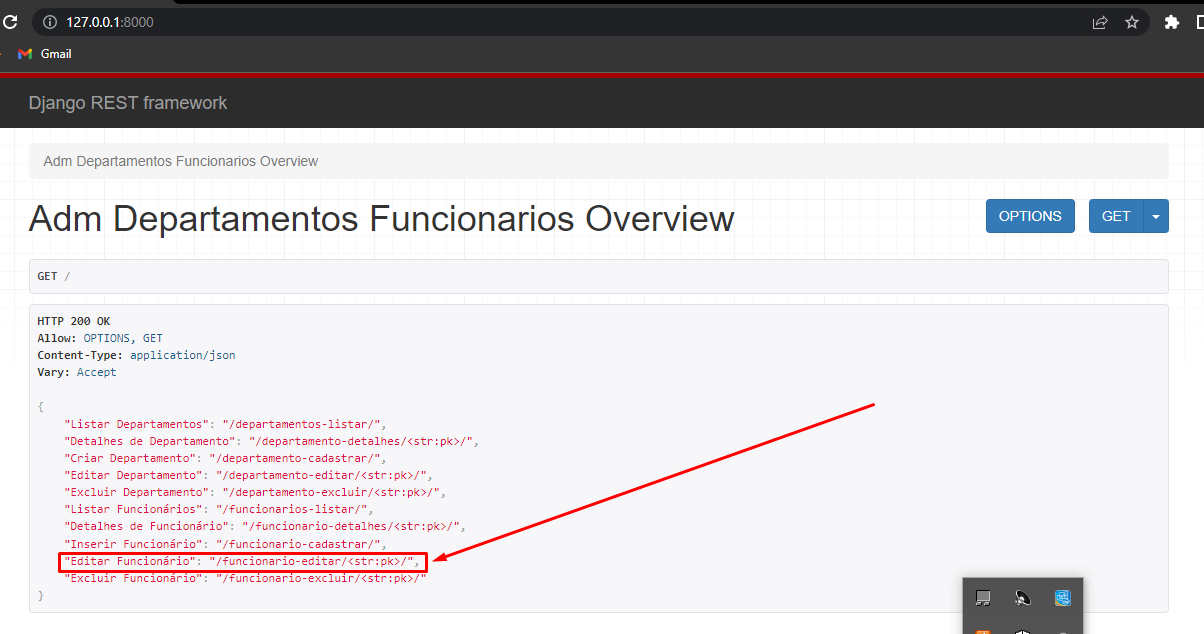 127.0.0.1:8000
Gmail
Django REST framework
Adm Departamentos Funcionarios Overview
Adm Departamentos Funcionarios Overview
OPTIONS
GET
GET /
HTTP 200 OK
Allow: OPTIONS, GET
Content-Type: application/json
Vary: Accept
{
"Listar Departamentos": "/departamentos-listar/",
"Detalhes de Departamento": "/departamento-detalhes/<str:pk>/",
"Criar Departamento": "/departamento-cadastrar/",
"Editar Departamento": "/departamento-editar/<str:pk>/",
"Excluir Departamento": "/departamento-excluir/<str:pk>/",
"Listar Funcionários": "/funcionarios-listar/",
"Detalhes de Funcionário": "/funcionario-detalhes/<str:pk>/",
"Inserir Funcionário": "/funcionario-cadastrar/",
"Editar Funcionário": "/funcionario-editar/<str:pk>/",
"Excluir Funcionário": "/funcionario-excluir/<str:pk>/"
}